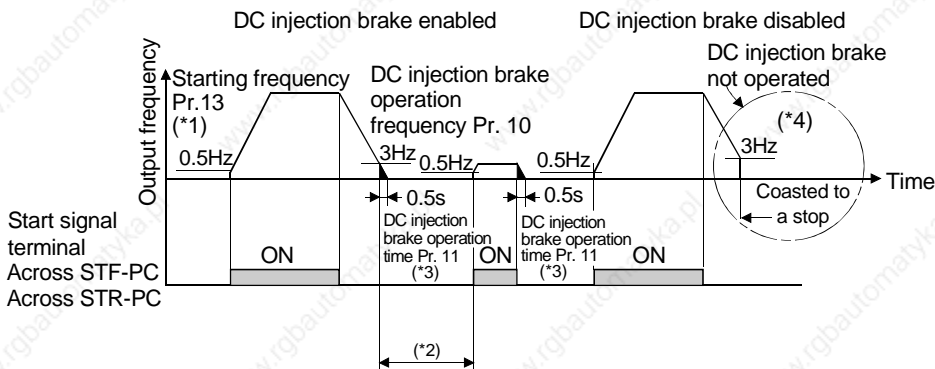 DC injection brake enabled
DC injection brake disabled
DC injection brake
not operated
Starting frequency
Pr.13
(*1)
DC injection brake
operation
frequency Pr. 10
(*4)
Output frequency
0.5Hz
3Hz
0.5Hz
0.5Hz
3Hz
Time
0.5s
0.5s
Coasted to
a stop
Start signal
terminal
Across STF-PC
Across STR-PC
DC injection
brake operation
time Pr. 11
(*3)
DC injection
brake operation
time Pr. 11
(*3)
ON
ON
ON
(*2)
www.rgbautomatyka.pl